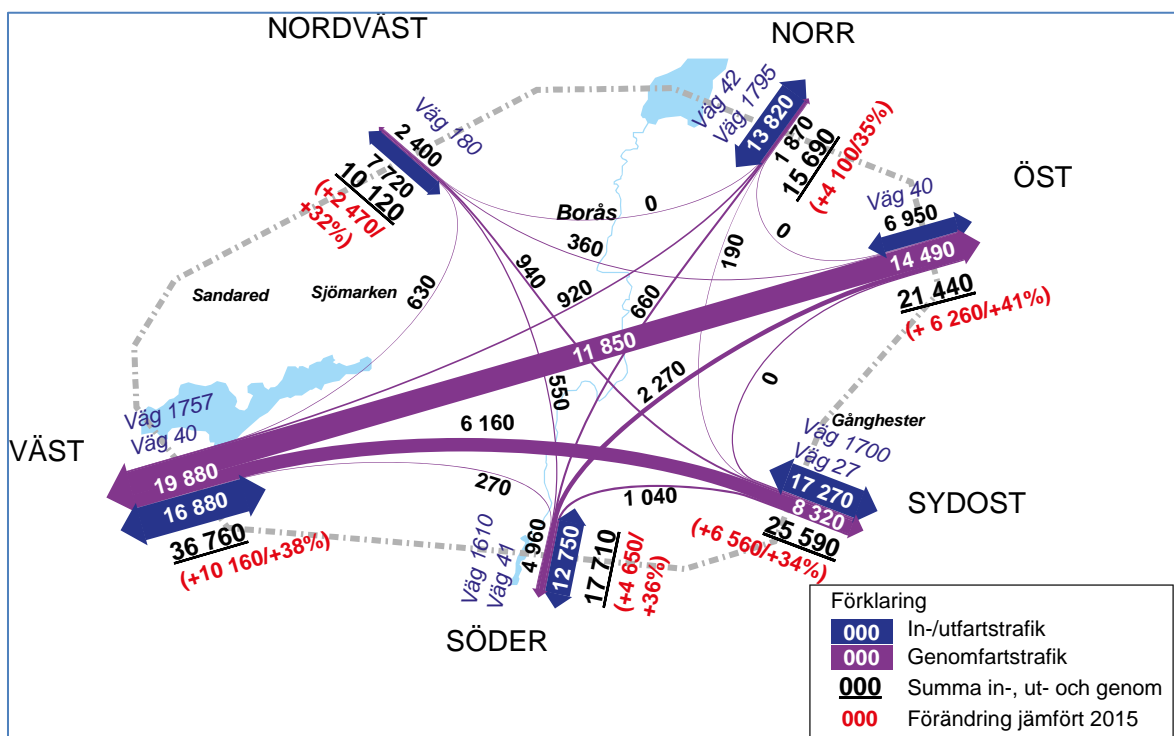 NORDVÄST
NORR
Väg 180
2 400
7 720
10 120
(+2 470/
+32%)
Väg 42
Väg 1795
13 820
1 870
15 690
(+4 100/35%)
ÖST
Väg 40
6 950
14 490
21 440
(+ 6 260/+41%)
Borås
0
360
190
0
940
920
660
630
Sandared
Sjömarken
11 850
550
2 270
0
6 160
Gånghester
Väg 1757
Väg 40
VÄST
19 880
16 880
36 760
(+10 160/+38%)
270
1 040
Väg 1700
Väg 27
17 270
8 320
SYDOST
25 590
(+6 560/+34%)
Väg 1610
Väg 41
4 960
12 750
17 710
(+4 650/
+36%)
SÖDER
Förklaring
000 In-/utfartstrafik
000 Genomfartstrafik
000 Summa in-, ut- och genom
000 Förändring jämfört 2015